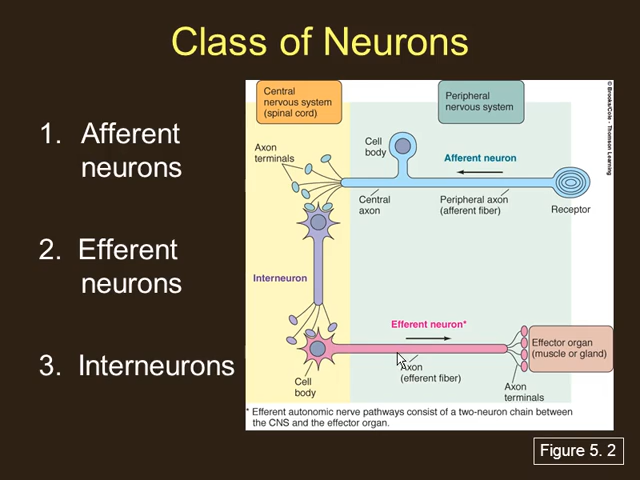 Class of Neurons
1. Afferent
neurons
2. Efferent
neurons
3. Interneurons
Central
nervous system
(spinal cord)
Peripheral
nervous system
© Brooks/Cole - Thomson Learning
Axon
terminals
Cell
body
Afferent neuron
Central
axon
Peripheral axon
(afferent fiber)
Receptor
Interneuron
Efferent neuron*
Effector organ
(muscle or gland)
Axon
(efferent fiber)
Cell
body
Axon
terminals
* Efferent autonomic nerve pathways consist of a two-neuron chain between
the CNS and the effector organ.
Figure 5. 2